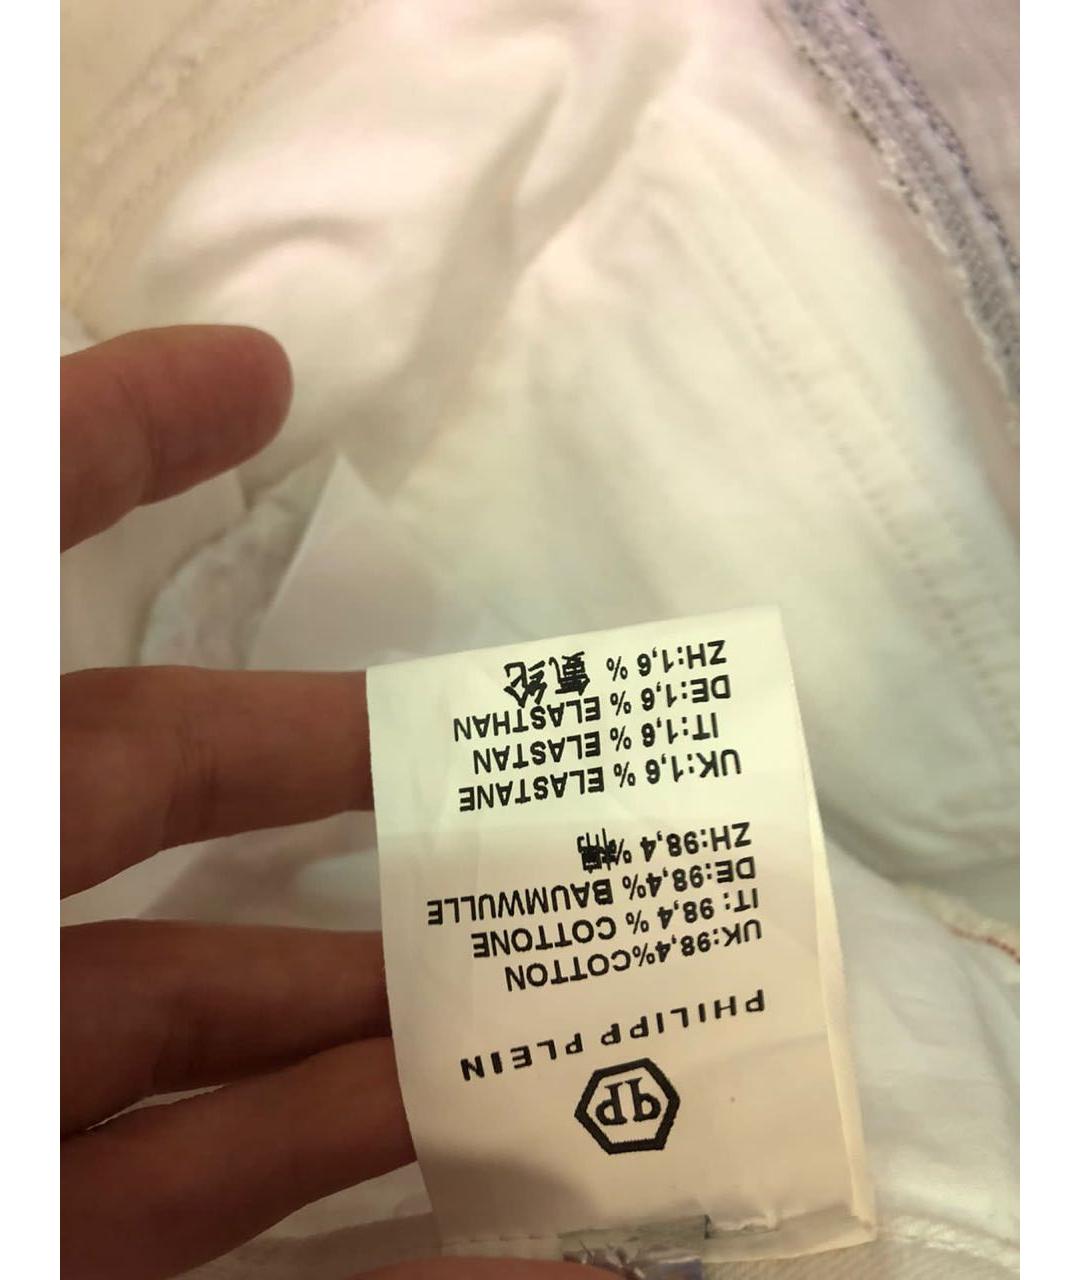 PHILIPP PLEIN
UK:98,4%COTTON
IT: 98,4 % COTTONE
DE:98,4% BAUMWULLE
ZH:98,4 % 棉
UK:1,6 % ELASTANE
IT:1,6 % ELASTAN
DE:1,6 % ELASTHAN
ZH:1,6 % 氨纶